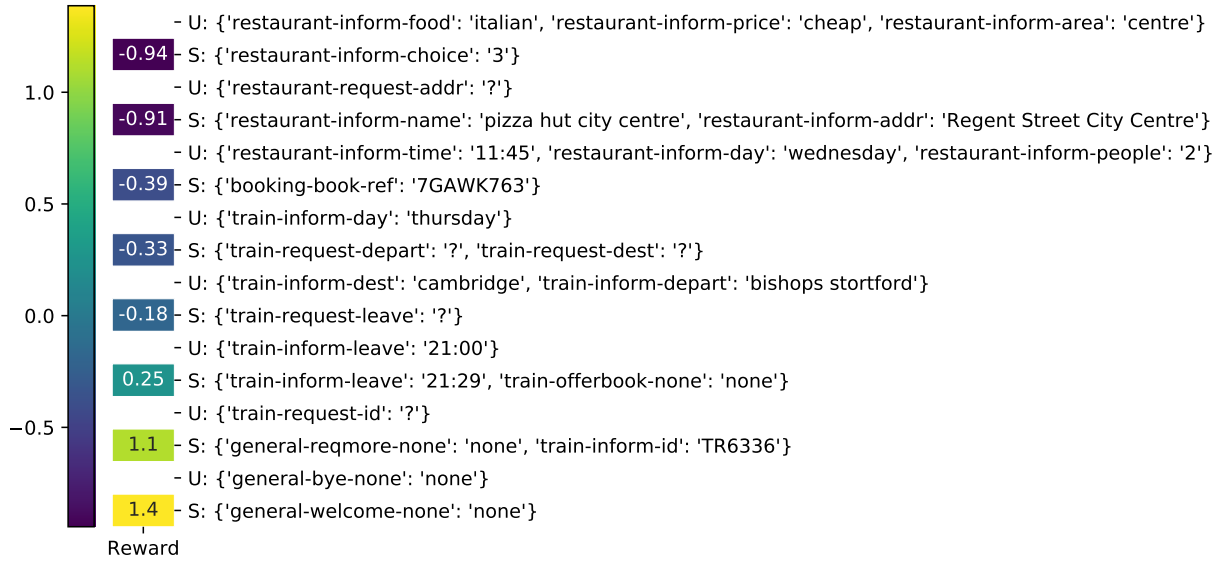 U: {'restaurant-inform-food': 'italian', 'restaurant-inform-price': 'cheap', 'restaurant-inform-area': 'centre'}
-0.94 S: {'restaurant-inform-choice': '3'}
1.0
U: {'restaurant-request-addr': '?'}
-0.91 S: {'restaurant-inform-name': 'pizza hut city centre', 'restaurant-inform-addr': 'Regent Street City Centre'}
U: {'restaurant-inform-time': '11:45', 'restaurant-inform-day': 'wednesday', 'restaurant-inform-people': '2'}
-0.39 S: {'booking-book-ref': '7GAWK763'}
0.5
U: {'train-inform-day': 'thursday'}
-0.33 S: {'train-request-depart': '?', 'train-request-dest': '?'}
U: {'train-inform-dest': 'cambridge', 'train-inform-depart': 'bishops stortford'}
0.0
-0.18 S: {'train-request-leave': '?'}
U: {'train-inform-leave': '21:00'}
0.25 S: {'train-inform-leave': '21:29', 'train-offerbook-none': 'none'}
U: {'train-request-id': '?'}
−0.5
1.1 S: {'general-reqmore-none': 'none', 'train-inform-id': 'TR6336'}
U: {'general-bye-none': 'none'}
1.4 S: {'general-welcome-none': 'none'}
Reward